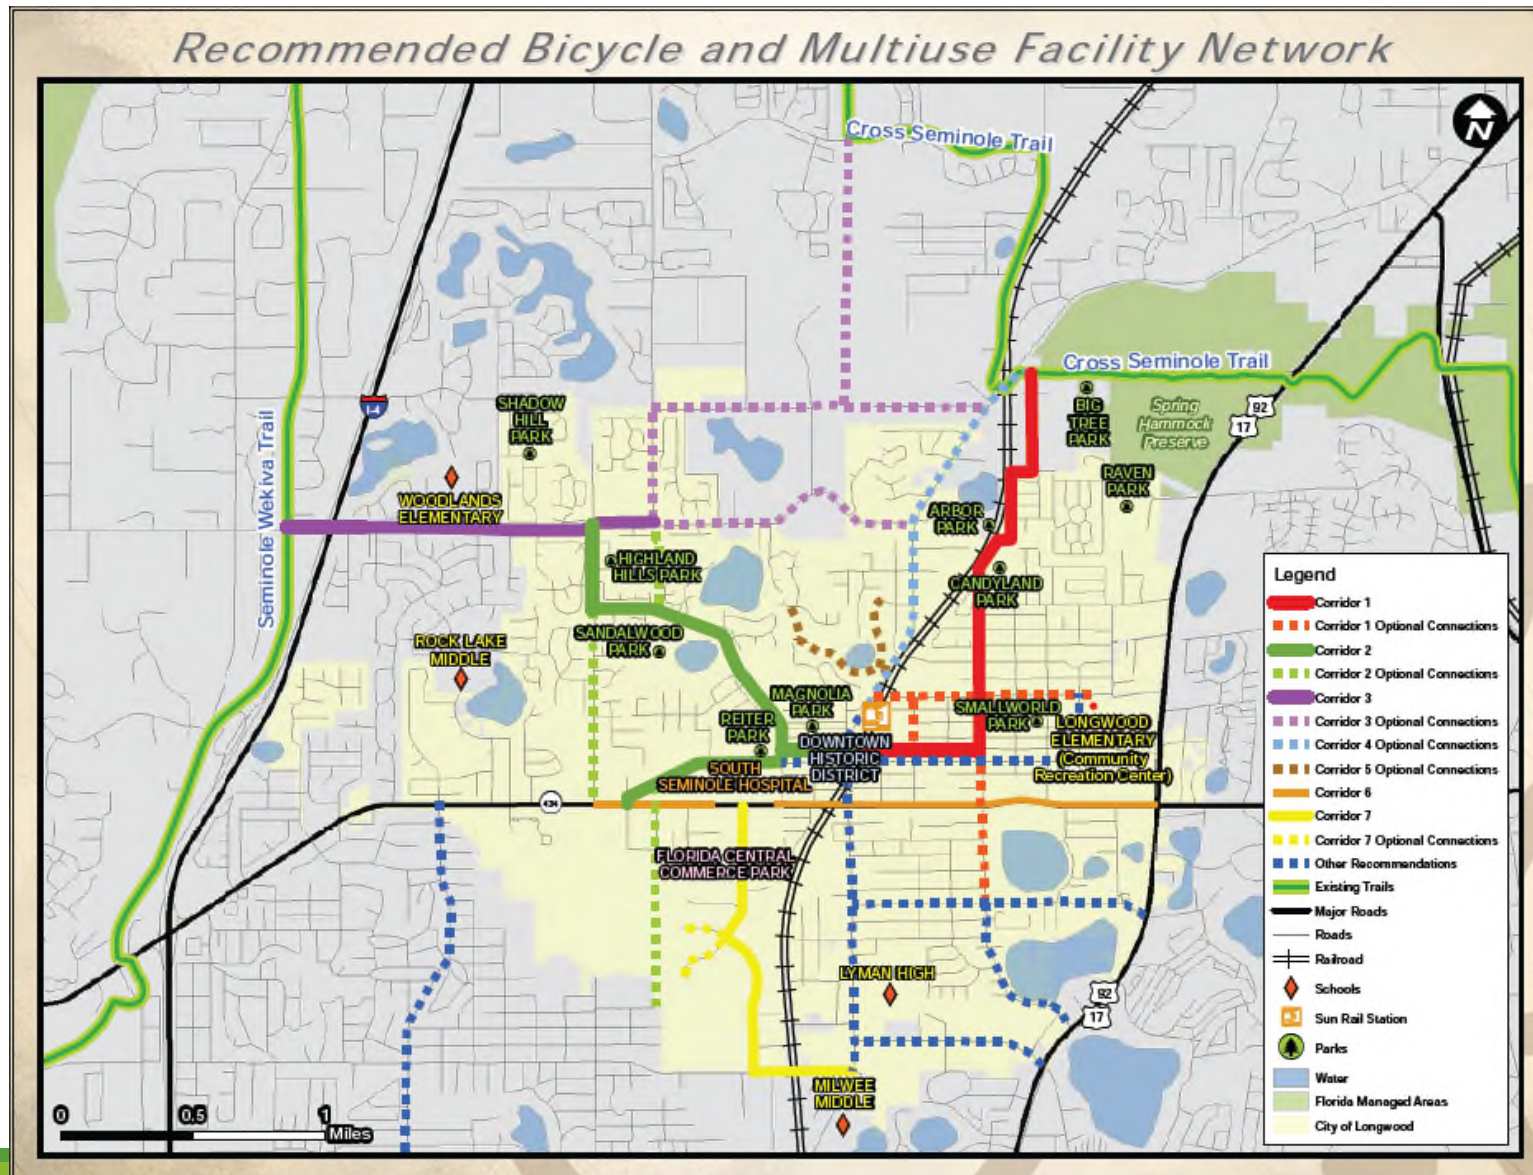 Recommended Bicycle and Multiuse Facility Network
N
Cross Seminole Trail
Cross Seminole Trail
92
17
Spring
Hammock
Preserve
BIG
TREE
PARK
RAVEN
PARK
I-4
SHADOW
HILL
PARK
Seminole Wekiva Trail
WOODLANDS
ELEMENTARY
ARBOR
PARK
HIGHLAND
HILLS PARK
CANDYLAND
PARK
SANDALWOOD
PARK
ROCK LAKE
MIDDLE
MAGNOLIA
PARK
REITER
PARK
SMALLWORLD
PARK
LONGWOOD
ELEMENTARY
(Community
Recreation Center)
DOWNTOWN
HISTORIC
DISTRICT
SOUTH
SEMINOLE HOSPITAL
434
FLORIDA CENTRAL
COMMERCE PARK
LYMAN HIGH
92
17
MILWEE
MIDDLE
0 0.5 1
Miles
Legend
Corridor 1
Corridor 1 Optional Connections
Corridor 2
Corridor 2 Optional Connections
Corridor 3
Corridor 3 Optional Connections
Corridor 4 Optional Connections
Corridor 5 Optional Connections
Corridor 6
Corridor 7
Corridor 7 Optional Connections
Other Recommendations
Existing Trails
Major Roads
Roads
Railroad
Schools
Sun Rail Station
Parks
Water
Florida Managed Areas
City of Longwood